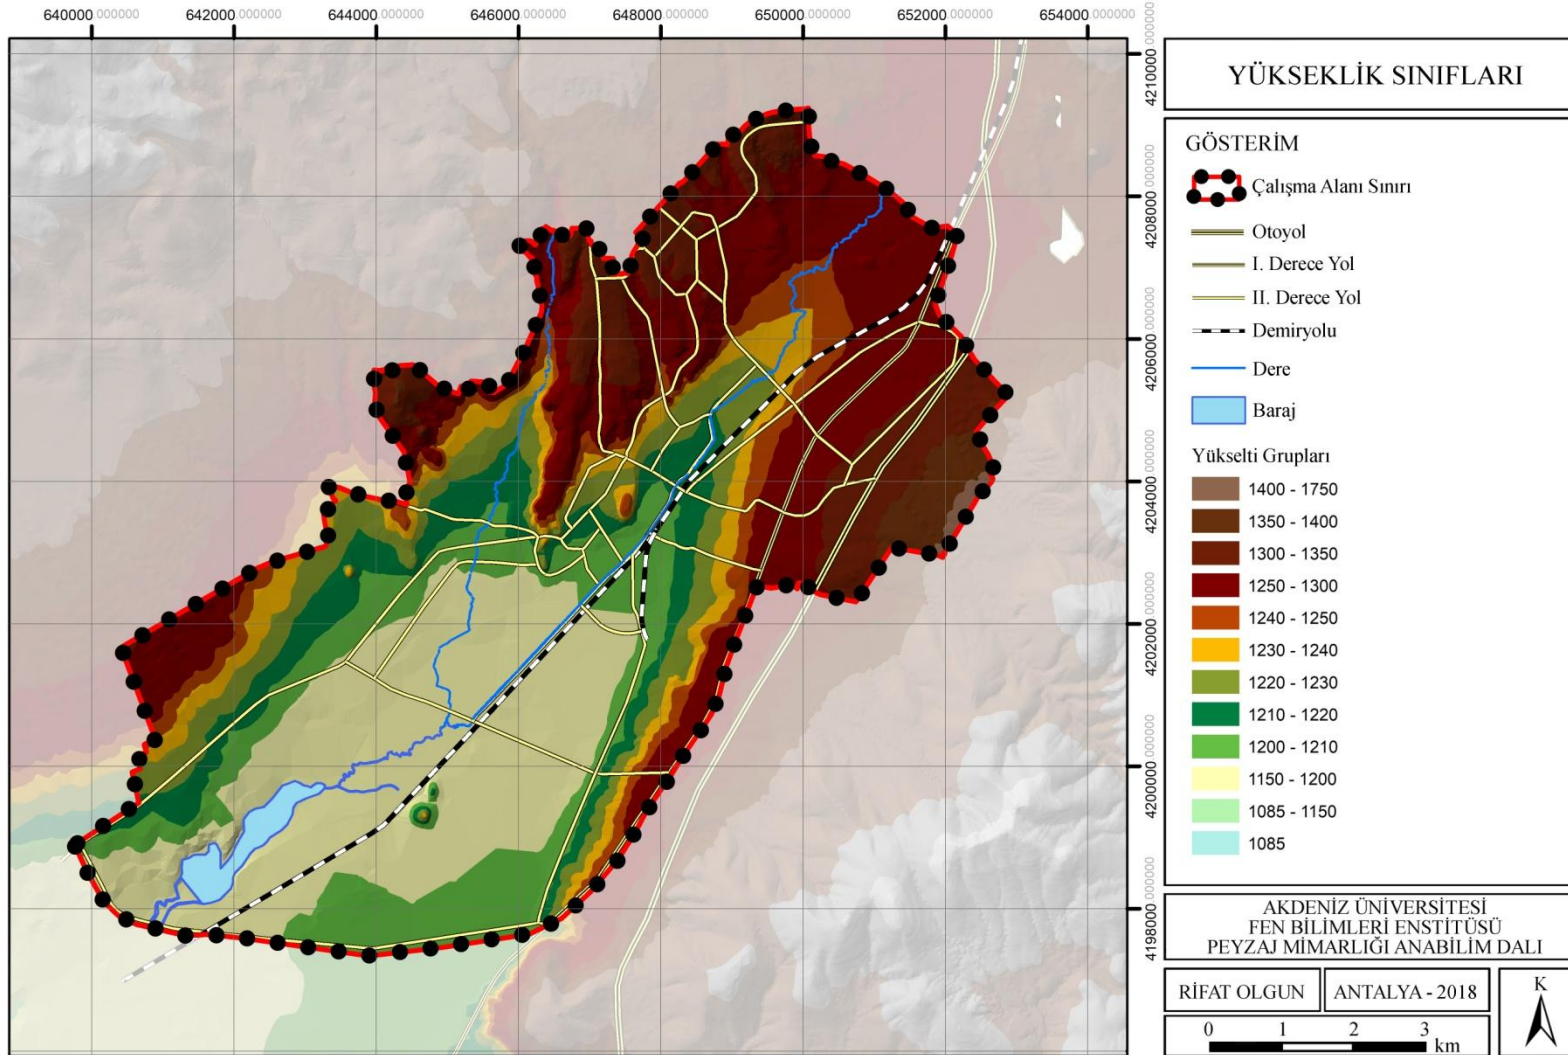 640000.000000 642000.000000 644000.000000 646000.000000 648000.000000 650000.000000 652000.000000 654000.000000
4210000.000000
4208000.000000
4206000.000000
4204000.000000
4202000.000000
4200000.000000
4198000.000000
YÜKSEKLİK SINIFLARI
GÖSTERİM
Çalışma Alanı Sınırı
Otoyol
I. Derece Yol
II. Derece Yol
Demiryolu
Dere
Baraj
Yükselti Grupları
1400 - 1750
1350 - 1400
1300 - 1350
1250 - 1300
1240 - 1250
1230 - 1240
1220 - 1230
1210 - 1220
1200 - 1210
1150 - 1200
1085 - 1150
1085
AKDENİZ ÜNİVERSİTESİ
FEN BİLİMLERİ ENSTİTÜSÜ
PEYZAJ MİMARLIĞI ANABİLİM DALI
RİFAT OLGUN
ANTALYA - 2018
K
0 1 2 3
km